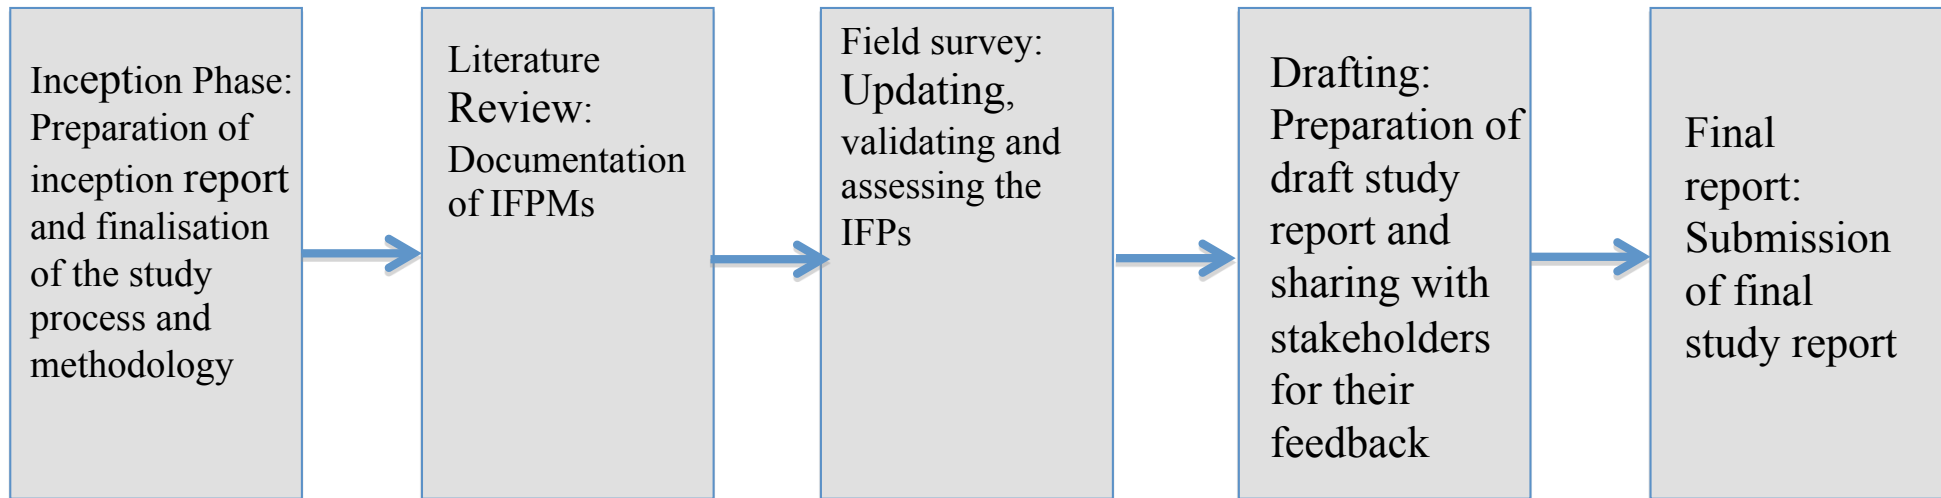 Inception Phase:
Preparation of
inception report
and finalisation
of the study
process and
methodology
Literature
Review:
Documentation
of IFPMs
Field survey:
Updating,
validating and
assessing the
IFPs
Drafting:
Preparation of
draft study
report and
sharing with
stakeholders
for their
feedback
Final
report:
Submission
of final
study report